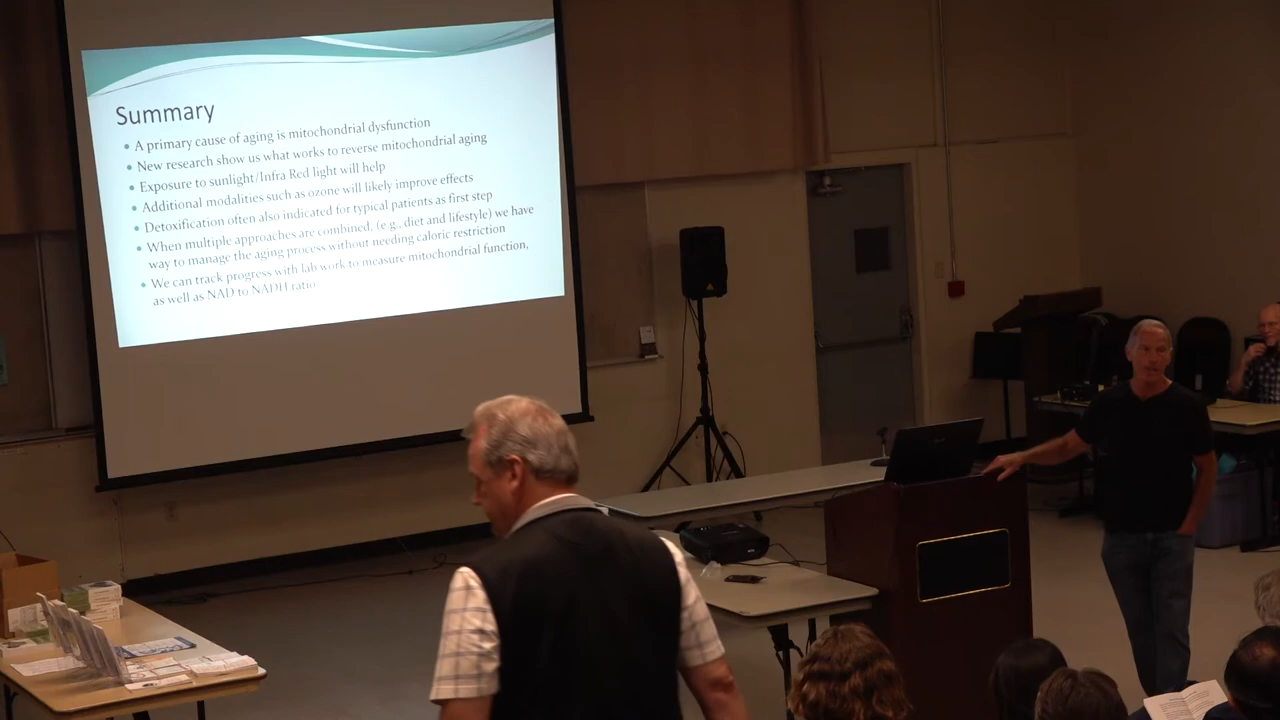 Summary
• A primary cause of aging is mitochondrial dysfunction
• New research show us what works to reverse mitochondrial aging
• Exposure to sunlight/Infra Red light will help
• Additional modalities such as ozone will likely improve effects
• Detoxification often also indicated for typical patients as first step
• When multiple approaches are combined, (e.g., diet and lifestyle) we have
way to manage the aging process without needing caloric restriction
• We can track progress with lab work to measure mitochondrial function,
as well as NAD to NADH ratio